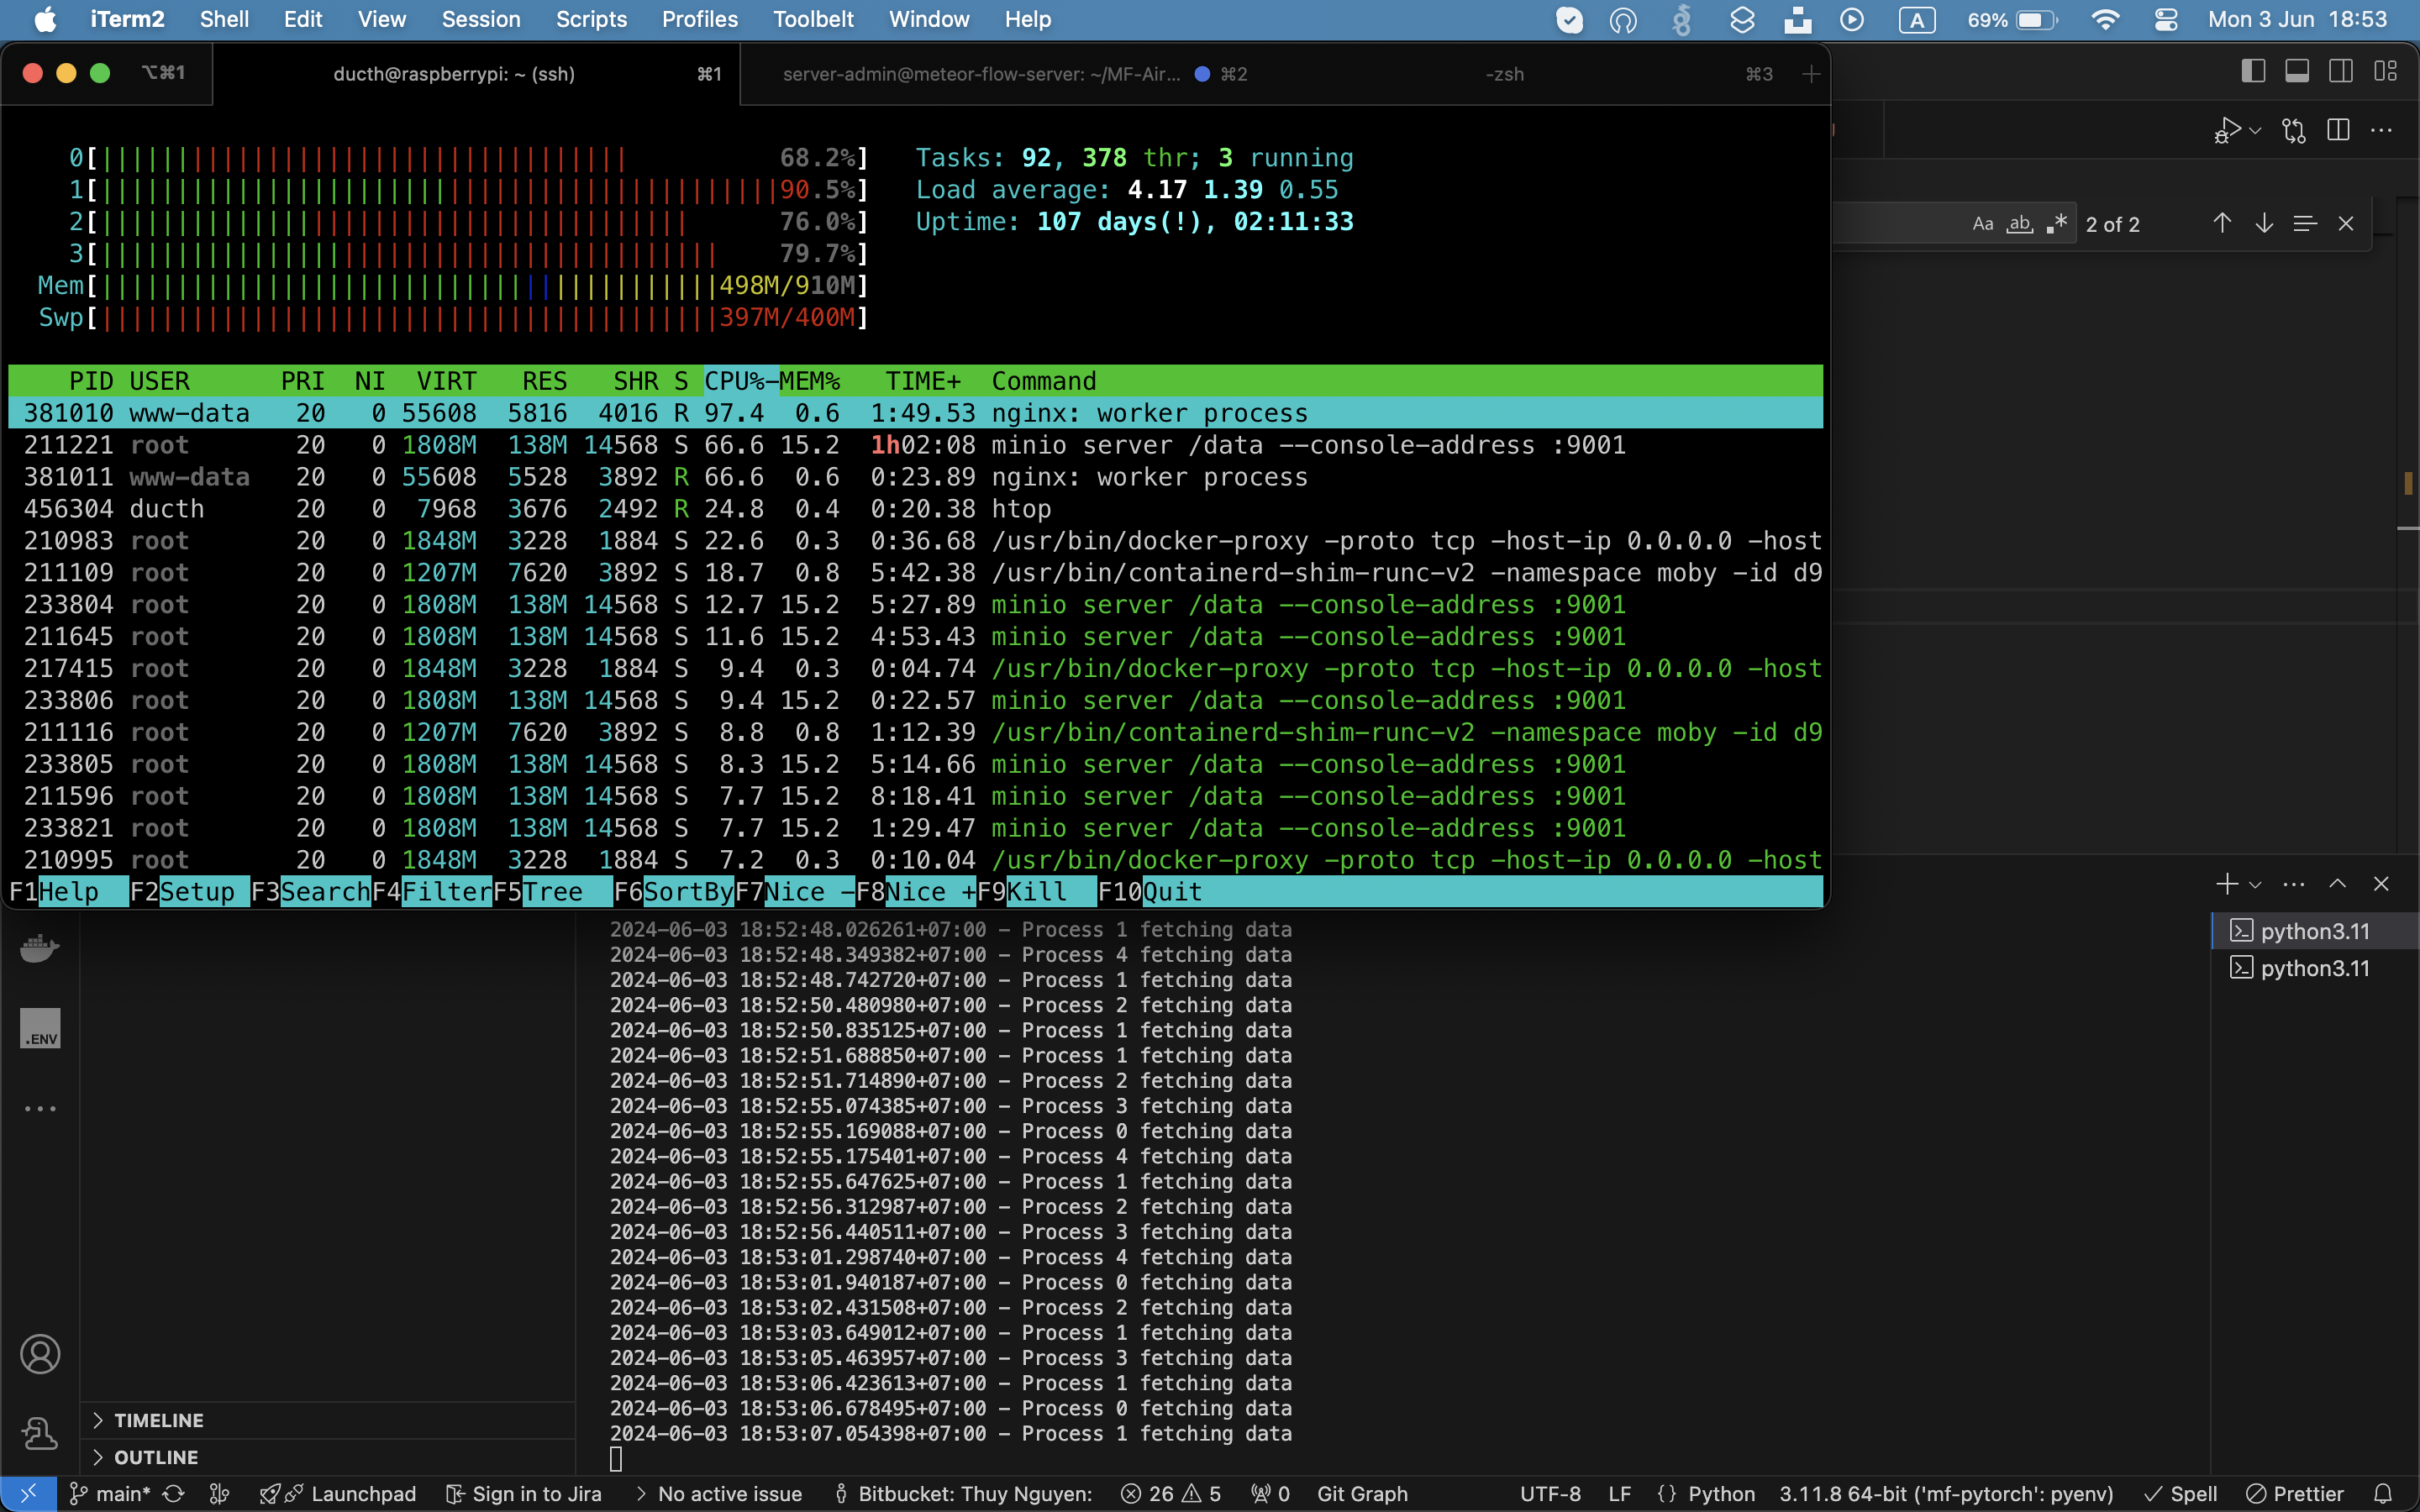 iTerm2 Shell Edit View Session Scripts Profiles Toolbelt Window Help A 69% Mon 3 Jun 18:53
⌥⌘1 ducth@raspberrypi: ~ (ssh) ⌘1 server-admin@meteor-flow-server: ~/MF-Air... ⌘2 -zsh ⌘3
0[ 68.2%] Tasks: 92, 378 thr; 3 running
1[ 90.5%] Load average: 4.17 1.39 0.55
2[ 76.0%] Uptime: 107 days(!), 02:11:33
3[ 79.7%]
Mem[ 498M/910M]
Swp[ 397M/400M]
Aa ab .* 2 of 2
PID USER PRI NI VIRT RES SHR S CPU%-MEM% TIME+ Command
381010 www-data 20 0 55608 5816 4016 R 97.4 0.6 1:49.53 nginx: worker process
211221 root 20 0 1808M 138M 14568 S 66.6 15.2 1h02:08 minio server /data --console-address :9001
381011 www-data 20 0 55608 5528 3892 R 66.6 0.6 0:23.89 nginx: worker process
456304 ducth 20 0 7968 3676 2492 R 24.8 0.4 0:20.38 htop
210983 root 20 0 1848M 3228 1884 S 22.6 0.3 0:36.68 /usr/bin/docker-proxy -proto tcp -host-ip 0.0.0.0 -host
211109 root 20 0 1207M 7620 3892 S 18.7 0.8 5:42.38 /usr/bin/containerd-shim-runc-v2 -namespace moby -id d9
233804 root 20 0 1808M 138M 14568 S 12.7 15.2 5:27.89 minio server /data --console-address :9001
211645 root 20 0 1808M 138M 14568 S 11.6 15.2 4:53.43 minio server /data --console-address :9001
217415 root 20 0 1848M 3228 1884 S 9.4 0.3 0:04.74 /usr/bin/docker-proxy -proto tcp -host-ip 0.0.0.0 -host
233806 root 20 0 1808M 138M 14568 S 9.4 15.2 0:22.57 minio server /data --console-address :9001
211116 root 20 0 1207M 7620 3892 S 8.8 0.8 1:12.39 /usr/bin/containerd-shim-runc-v2 -namespace moby -id d9
233805 root 20 0 1808M 138M 14568 S 8.3 15.2 5:14.66 minio server /data --console-address :9001
211596 root 20 0 1808M 138M 14568 S 7.7 15.2 8:18.41 minio server /data --console-address :9001
233821 root 20 0 1808M 138M 14568 S 7.7 15.2 1:29.47 minio server /data --console-address :9001
210995 root 20 0 1848M 3228 1884 S 7.2 0.3 0:10.04 /usr/bin/docker-proxy -proto tcp -host-ip 0.0.0.0 -host
F1Help F2Setup F3SearchF4FilterF5Tree F6SortByF7Nice -F8Nice +F9Kill F10Quit
2024-06-03 18:52:48.026261+07:00 - Process 1 fetching data
2024-06-03 18:52:48.349382+07:00 - Process 4 fetching data
2024-06-03 18:52:48.742720+07:00 - Process 1 fetching data
2024-06-03 18:52:50.480980+07:00 - Process 2 fetching data
2024-06-03 18:52:50.835125+07:00 - Process 1 fetching data
2024-06-03 18:52:51.688850+07:00 - Process 1 fetching data
2024-06-03 18:52:51.714890+07:00 - Process 2 fetching data
2024-06-03 18:52:55.074385+07:00 - Process 3 fetching data
2024-06-03 18:52:55.169088+07:00 - Process 0 fetching data
2024-06-03 18:52:55.175401+07:00 - Process 4 fetching data
2024-06-03 18:52:55.647625+07:00 - Process 1 fetching data
2024-06-03 18:52:56.312987+07:00 - Process 2 fetching data
2024-06-03 18:52:56.440511+07:00 - Process 3 fetching data
2024-06-03 18:53:01.298740+07:00 - Process 4 fetching data
2024-06-03 18:53:01.940187+07:00 - Process 0 fetching data
2024-06-03 18:53:02.431508+07:00 - Process 2 fetching data
2024-06-03 18:53:03.649012+07:00 - Process 1 fetching data
2024-06-03 18:53:05.463957+07:00 - Process 3 fetching data
2024-06-03 18:53:06.423613+07:00 - Process 1 fetching data
2024-06-03 18:53:06.678495+07:00 - Process 0 fetching data
2024-06-03 18:53:07.054398+07:00 - Process 1 fetching data
python3.11
python3.11
.ENV
TIMELINE
OUTLINE
main* Launchpad Sign in to Jira No active issue Bitbucket: Thuy Nguyen: 26 5 0 Git Graph UTF-8 LF {} Python 3.11.8 64-bit ('mf-pytorch': pyenv) Spell Prettier